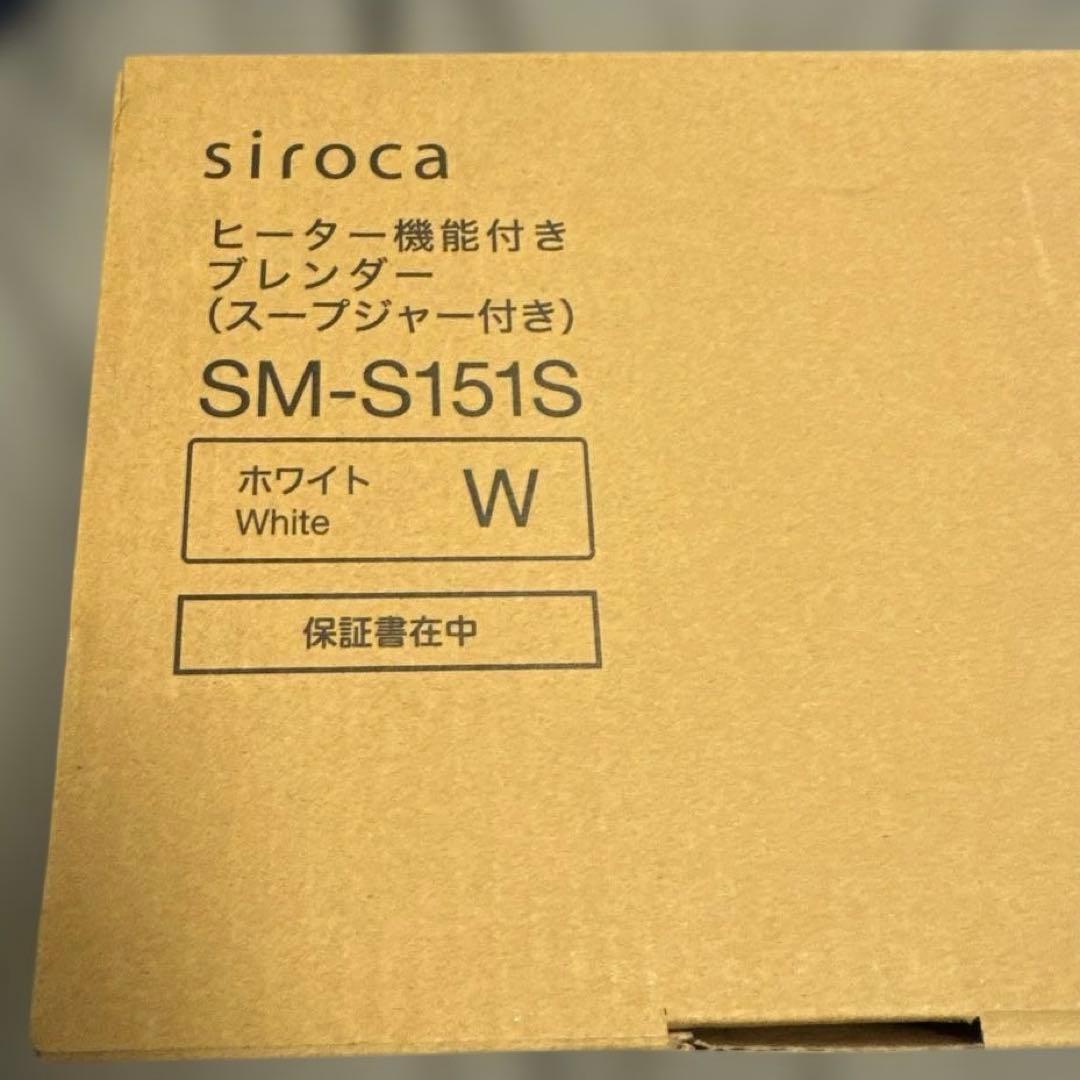 siroca
ヒーター機能付き
ブレンダー
(スープジャー付き)
SM-S151S
ホワイト
White
W
保証書在中